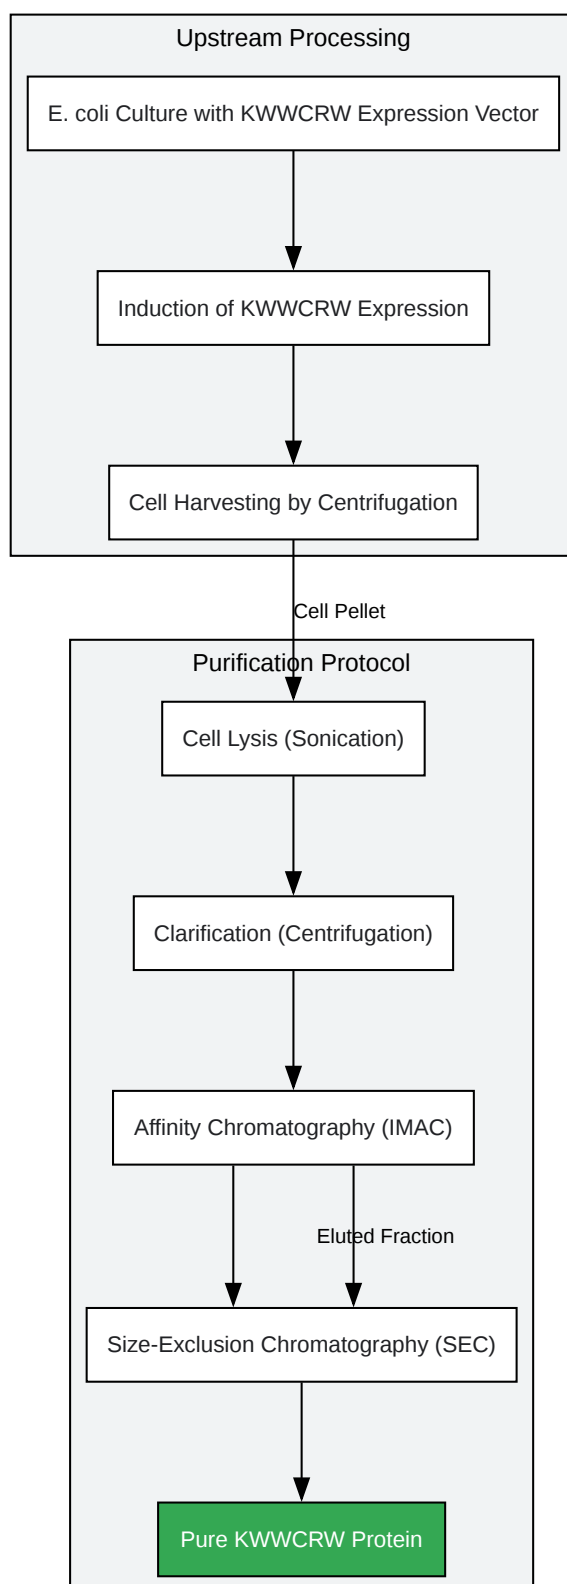 Upstream Processing
E. coli Culture with KWWCRW Expression Vector
Induction of KWWCRW Expression
Cell Harvesting by Centrifugation
Cell Pellet
Purification Protocol
Cell Lysis (Sonication)
Clarification (Centrifugation)
Affinity Chromatography (IMAC)
Eluted Fraction
Size-Exclusion Chromatography (SEC)
Pure KWWCRW Protein